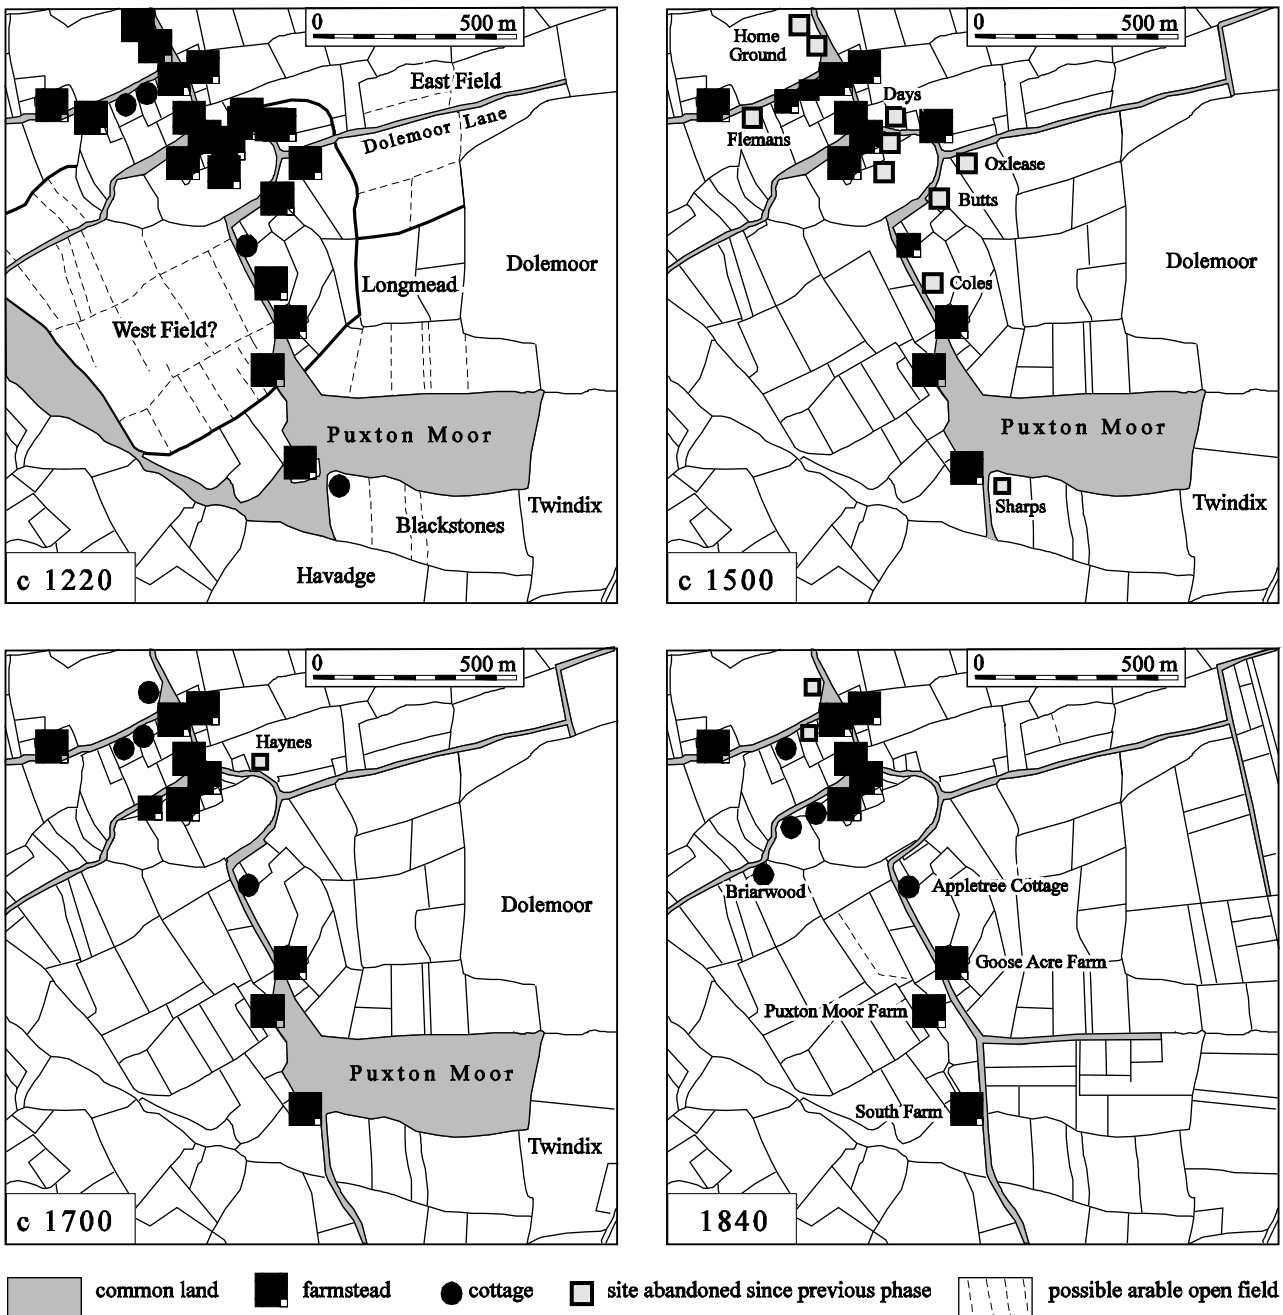 0 500 m
East Field
Dolemoor Lane
Dolemoor
Longmead
West Field?
Puxton Moor
Twindix
Blackstones
Havadge
c 1220
0 500 m
Home
Ground
Days
Flemans
Oxlease
Butts
Dolemoor
Coles
Puxton Moor
Sharps
Twindix
c 1500
0 500 m
Haynes
Dolemoor
Puxton Moor
Twindix
c 1700
0 500 m
Briarwood
Appletree Cottage
Goose Acre Farm
Puxton Moor Farm
South Farm
1840
common land farmstead cottage site abandoned since previous phase possible arable open field